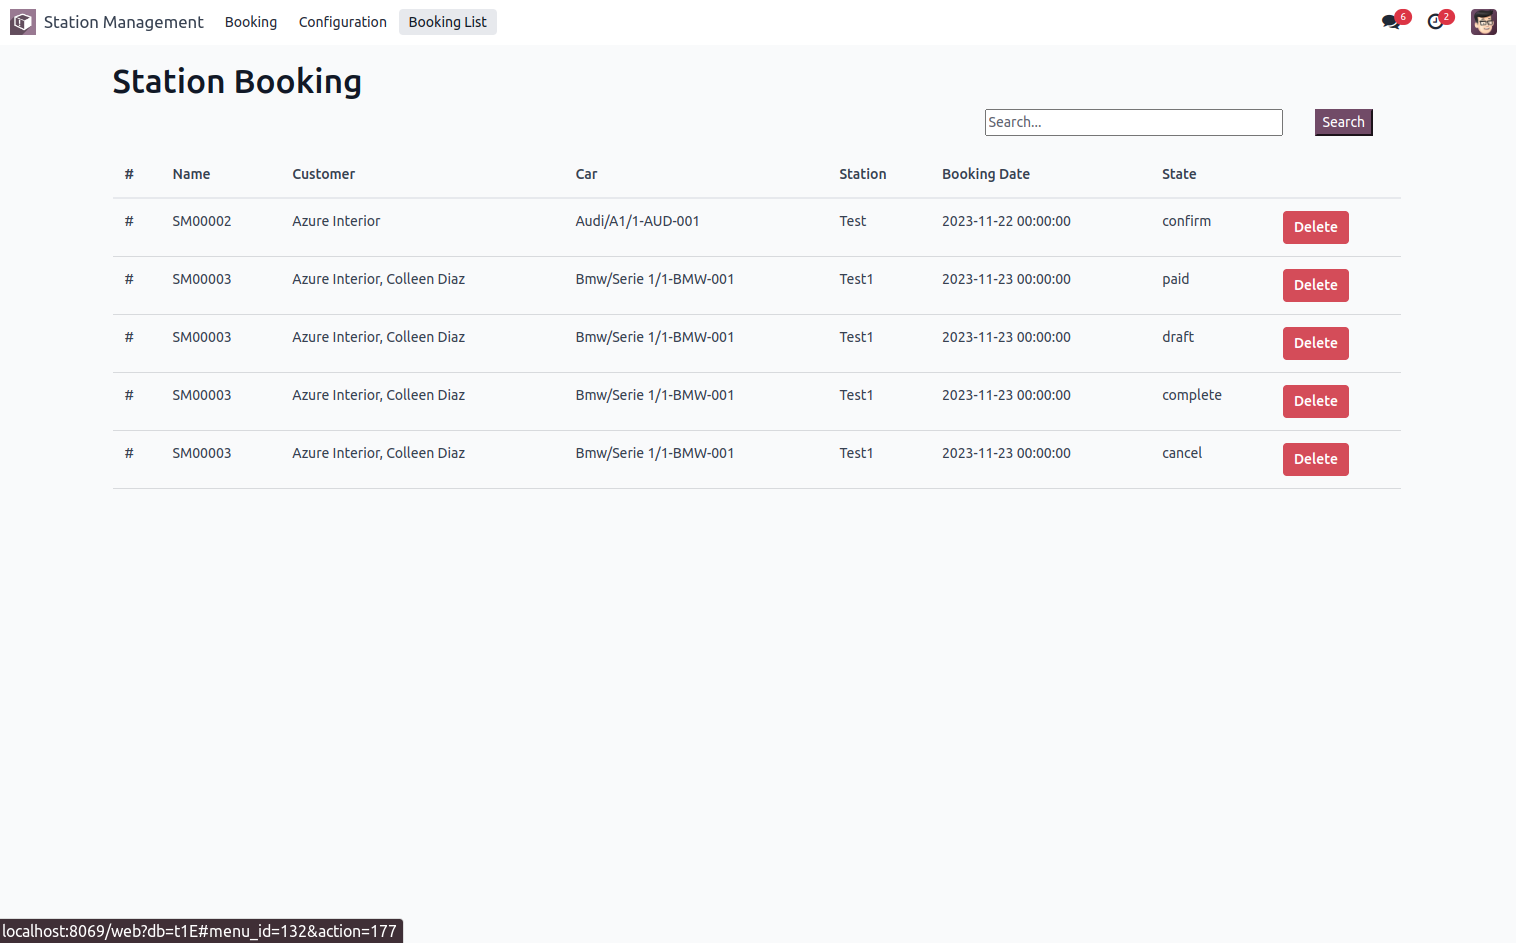 Station Management Booking Configuration Booking List 6 2
Station Booking
Search... Search
# Name Customer Car Station Booking Date State
# SM00002 Azure Interior Audi/A1/1-AUD-001 Test 2023-11-22 00:00:00 confirm Delete
# SM00003 Azure Interior, Colleen Diaz Bmw/Serie 1/1-BMW-001 Test1 2023-11-23 00:00:00 paid Delete
# SM00003 Azure Interior, Colleen Diaz Bmw/Serie 1/1-BMW-001 Test1 2023-11-23 00:00:00 draft Delete
# SM00003 Azure Interior, Colleen Diaz Bmw/Serie 1/1-BMW-001 Test1 2023-11-23 00:00:00 complete Delete
# SM00003 Azure Interior, Colleen Diaz Bmw/Serie 1/1-BMW-001 Test1 2023-11-23 00:00:00 cancel Delete
localhost:8069/web?db=t1E#menu_id=132&action=177